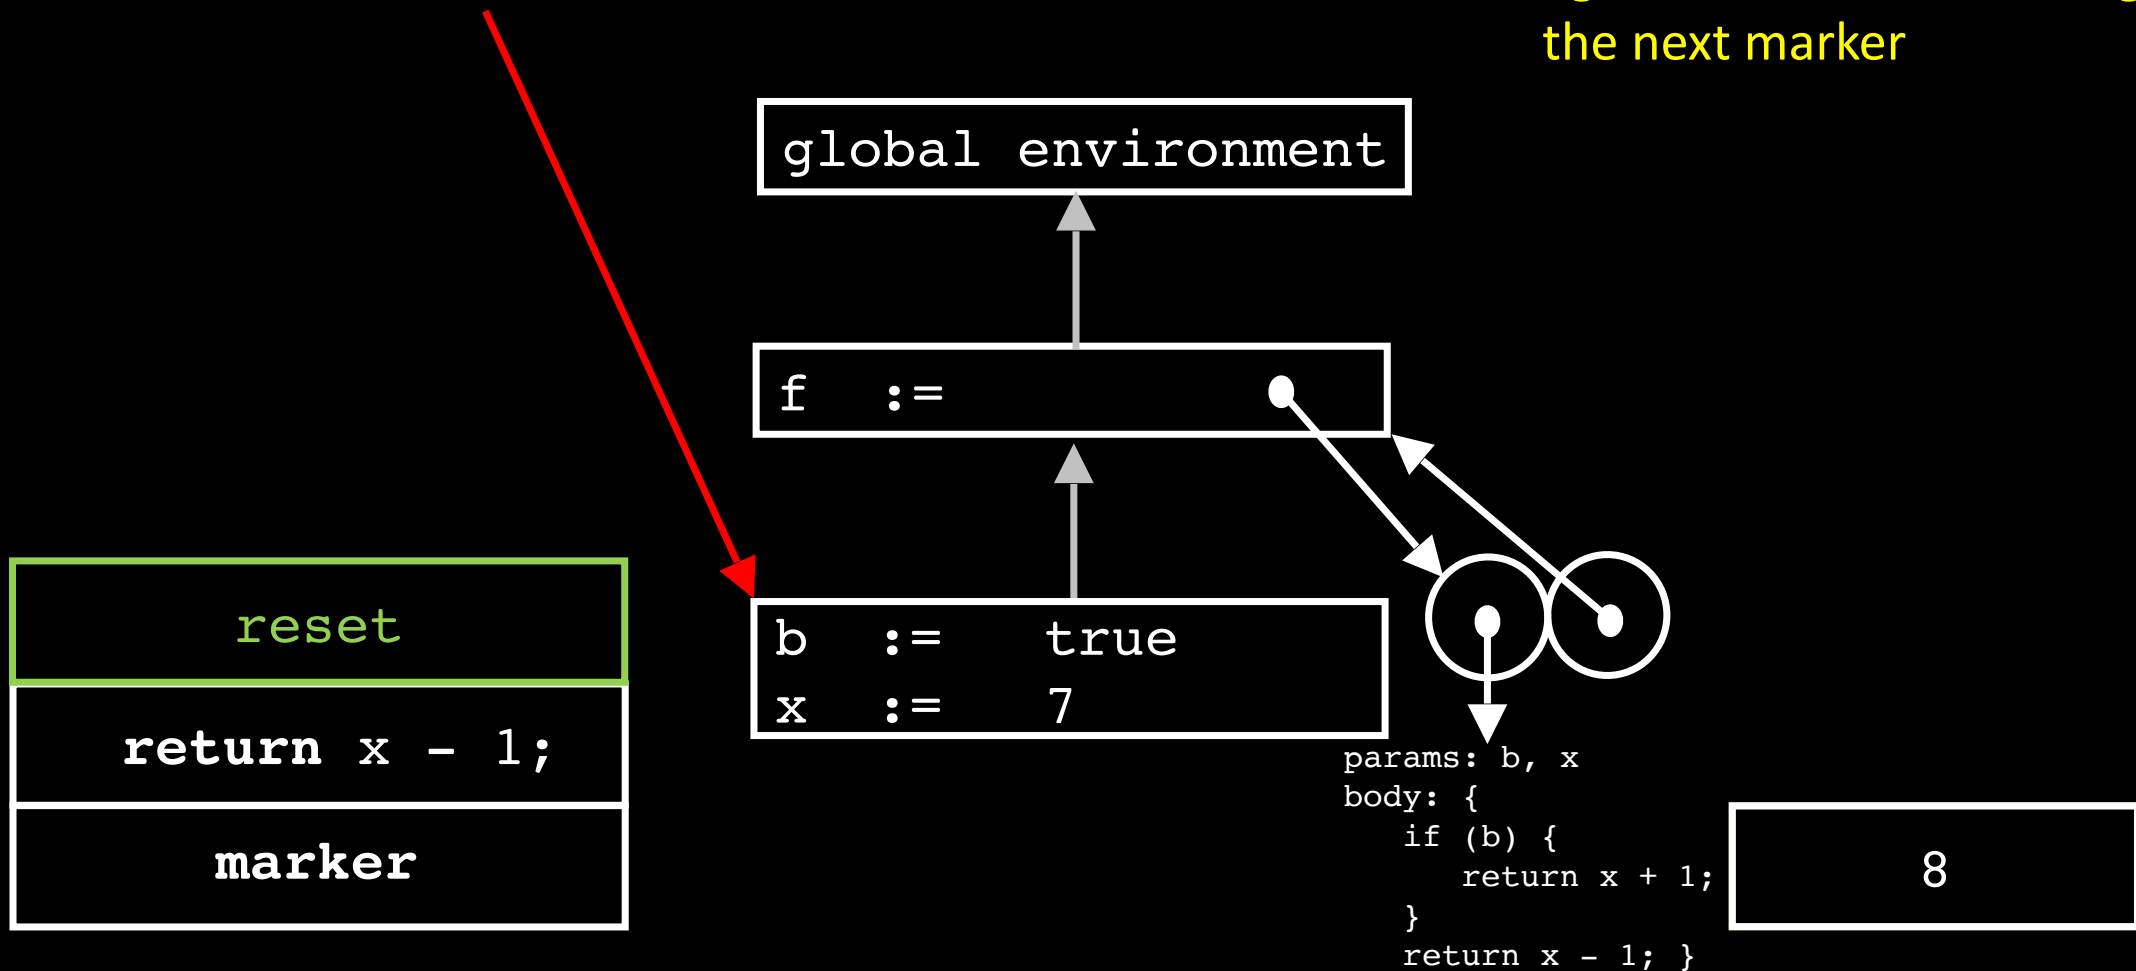 the next marker
global environment
f :=
reset
b := true
return x - 1;
x := 7
marker
params: b, x
body: {
if (b) {
return x + 1;
}
return x - 1; }
8